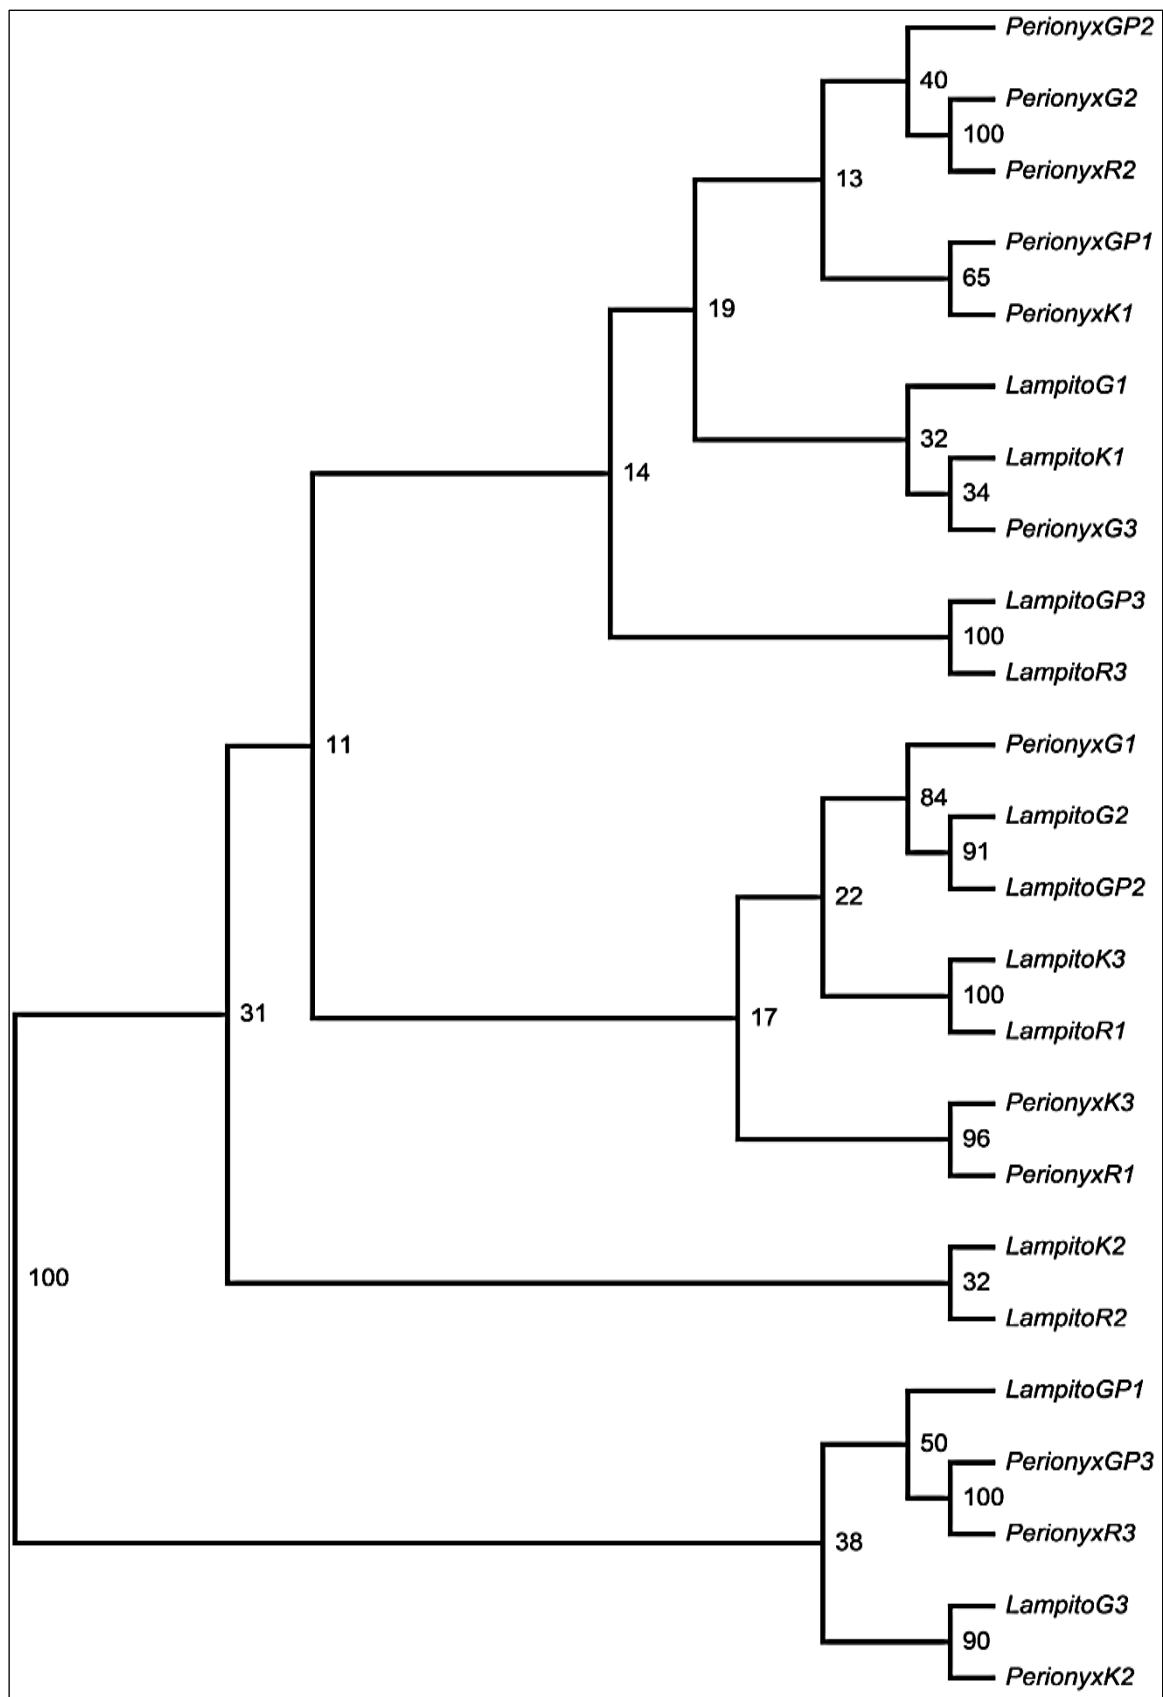 PerionyxGP2
40
PerionyxG2
100
PerionyxR2
13
PerionyxGP1
65
PerionyxK1
19
LampitoG1
32
LampitoK1
14
34
PerionyxG3
LampitoGP3
100
LampitoR3
11
PerionyxG1
84
LampitoG2
91
LampitoGP2
22
LampitoK3
100
31
17
LampitoR1
PerionyxK3
96
PerionyxR1
LampitoK2
100
32
LampitoR2
LampitoGP1
50
PerionyxGP3
100
PerionyxR3
38
LampitoG3
90
PerionyxK2